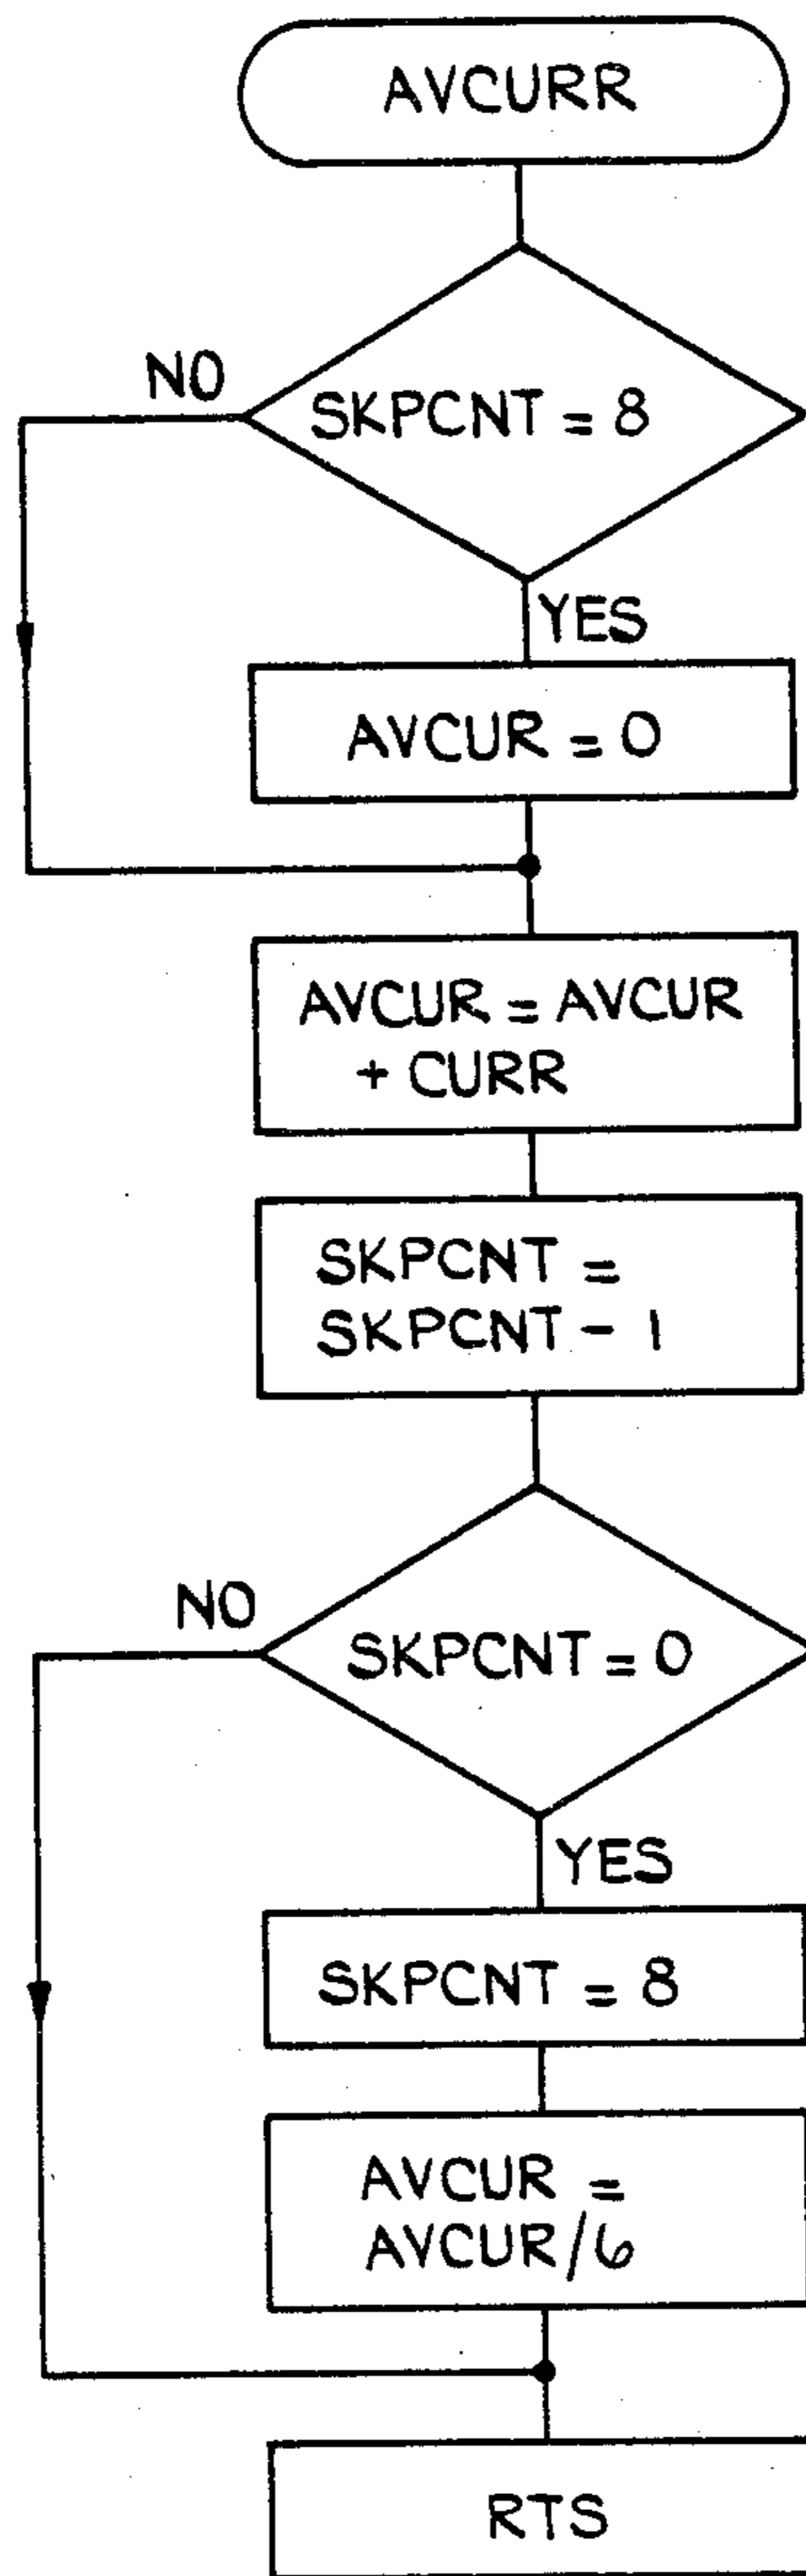 AVCURR
NO
SKPCNT = 8
YES
AVCUR = 0
AVCUR = AVCUR
+ CURR
SKPCNT =
SKPCNT - 1
NO
SKPCNT = 0
YES
SKPCNT = 8
AVCUR =
AVCUR/6
RTS